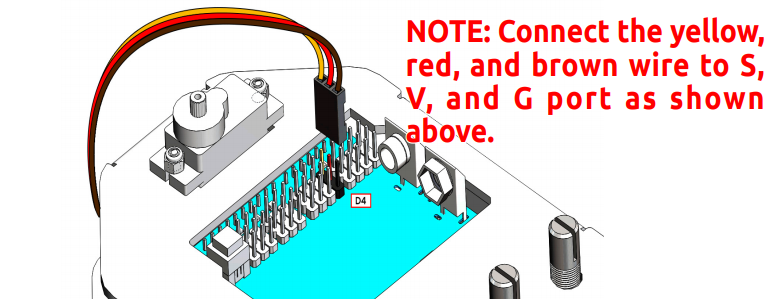 NOTE: Connect the yellow,
red, and brown wire to S,
V, and G port as shown
above.
D4